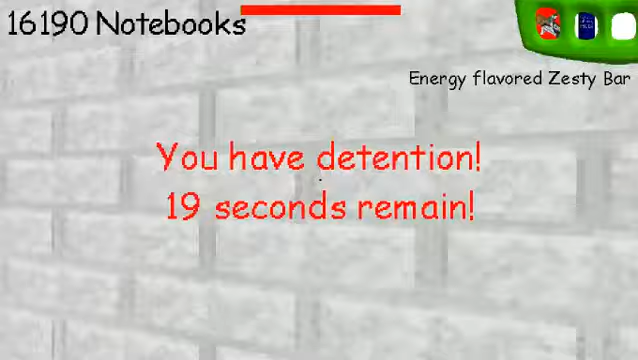 16190 Notebooks
Energy flavored Zesty Bar
You have detention!
19 seconds remain!